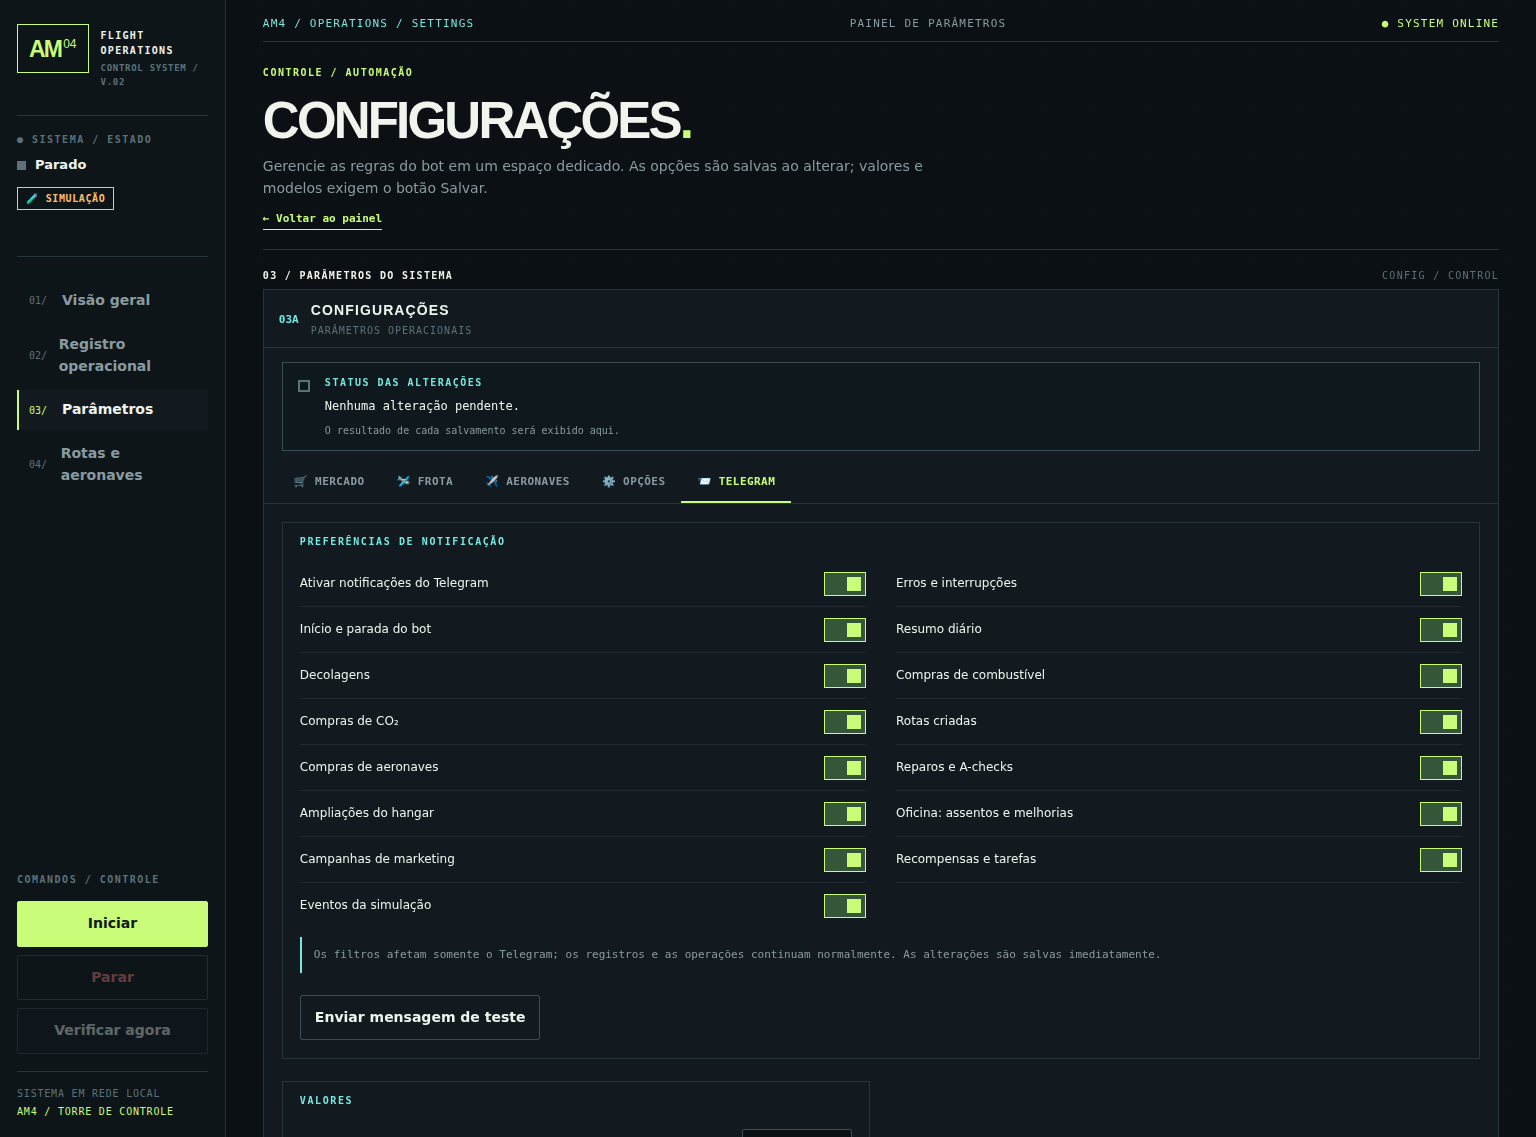 AM04
FLIGHT
OPERATIONS
CONTROL SYSTEM /
V.02
● SISTEMA / ESTADO
Parado
SIMULAÇÃO
01/ Visão geral
02/ Registro
operacional
03/ Parâmetros
04/ Rotas e
aeronaves
COMANDOS / CONTROLE
Iniciar
Parar
Verificar agora
SISTEMA EM REDE LOCAL
AM4 / TORRE DE CONTROLE
AM4 / OPERATIONS / SETTINGS
PAINEL DE PARÂMETROS
● SYSTEM ONLINE
CONTROLE / AUTOMAÇÃO
CONFIGURAÇÕES.
Gerencie as regras do bot em um espaço dedicado. As opções são salvas ao alterar; valores e
modelos exigem o botão Salvar.
← Voltar ao painel
03 / PARÂMETROS DO SISTEMA
CONFIG / CONTROL
03A
CONFIGURAÇÕES
PARÂMETROS OPERACIONAIS
STATUS DAS ALTERAÇÕES
Nenhuma alteração pendente.
O resultado de cada salvamento será exibido aqui.
MERCADO
FROTA
AERONAVES
OPÇÕES
TELEGRAM
PREFERÊNCIAS DE NOTIFICAÇÃO
Ativar notificações do Telegram
Erros e interrupções
Início e parada do bot
Resumo diário
Decolagens
Compras de combustível
Compras de CO₂
Rotas criadas
Compras de aeronaves
Reparos e A-checks
Ampliações do hangar
Oficina: assentos e melhorias
Campanhas de marketing
Recompensas e tarefas
Eventos da simulação
Os filtros afetam somente o Telegram; os registros e as operações continuam normalmente. As alterações são salvas imediatamente.
Enviar mensagem de teste
VALORES